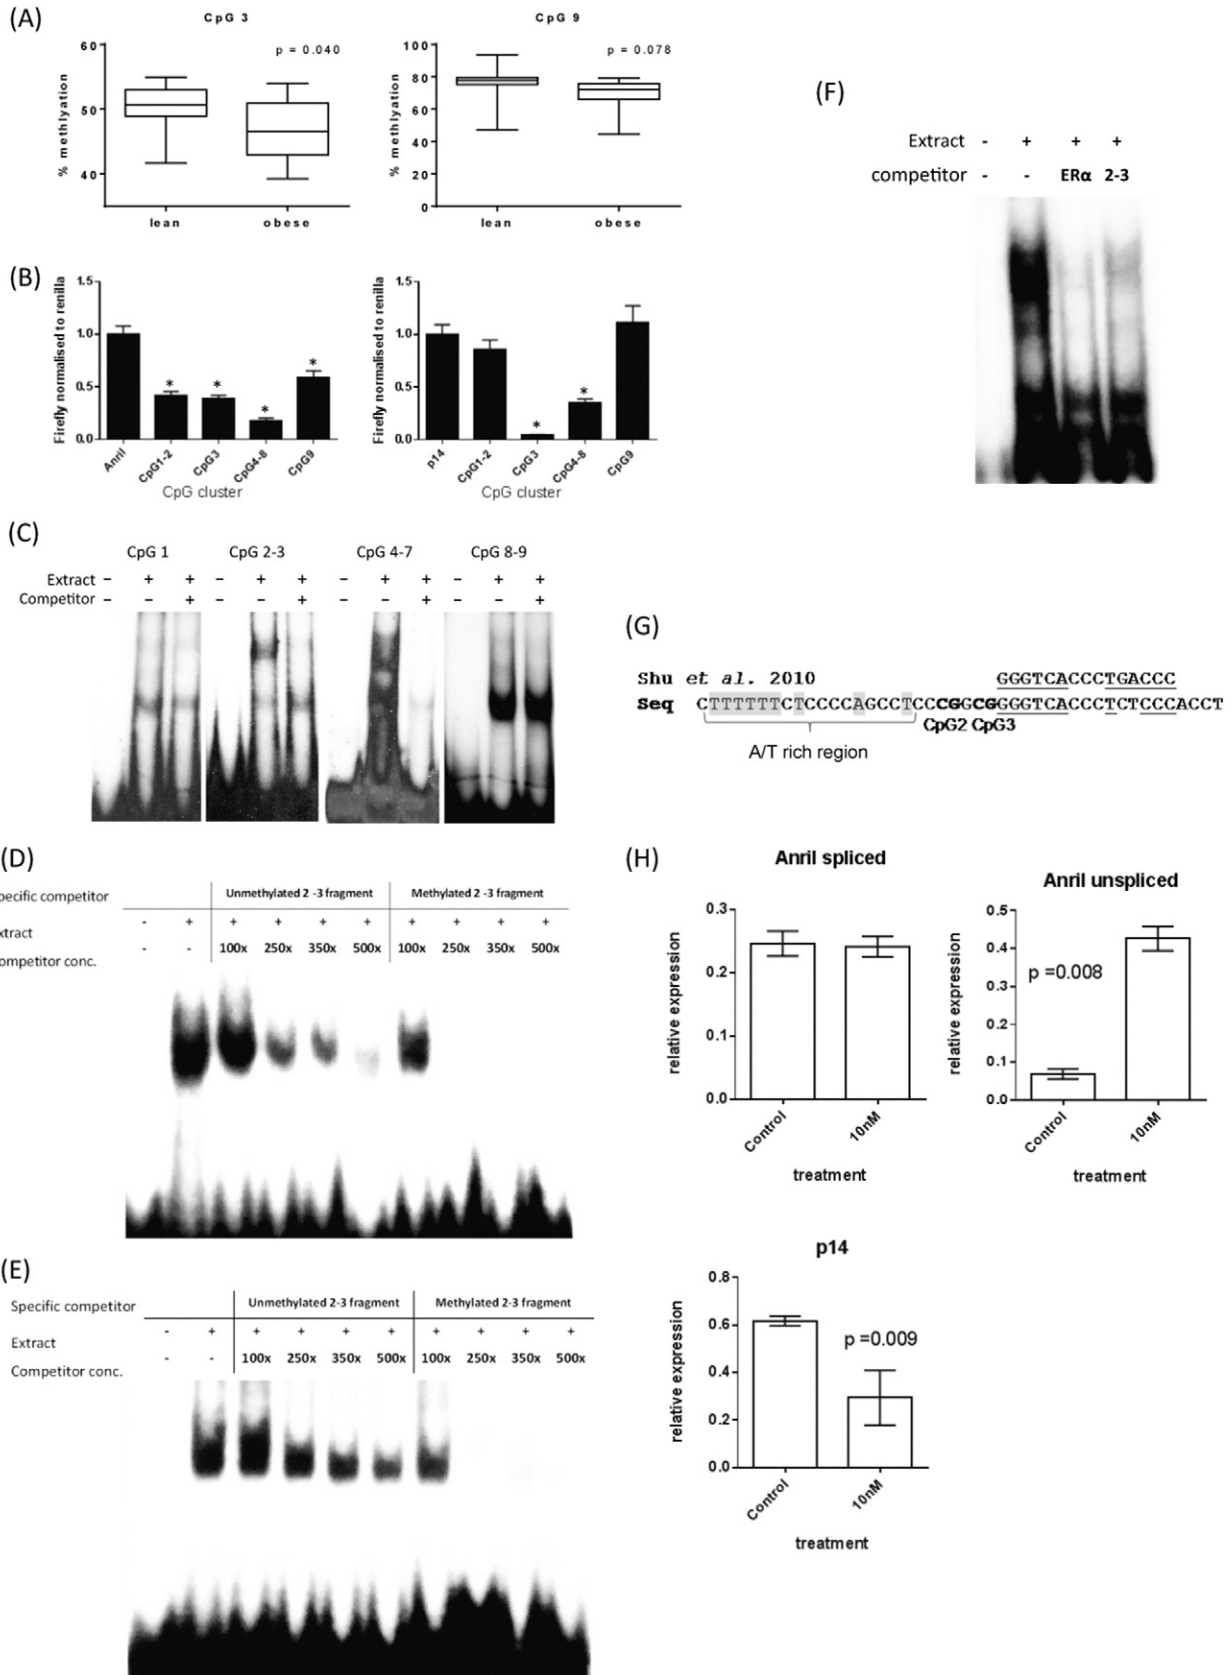 (A)
CpG 3
p = 0.040
60
50
40
% methlyation
lean
obese
CpG 9
p = 0.078
100
80
60
40
20
0
% methlyation
lean
obese
(B)
Firefly normalised to renilla
1.5
1.0
0.5
0.0
*
*
*
*
Anril
CpG1-2
CpG3
CpG4-8
CpG9
CpG cluster
Firefly normalised to renilla
1.5
1.0
0.5
0.0
*
*
p14
CpG1-2
CpG3
CpG4-8
CpG9
CpG cluster
(C)
CpG 1 CpG 2-3 CpG 4-7 CpG 8-9
Extract – + + – + + – + + – + +
Competitor – – + – – + – – + – – +
(D)
pecific competitor Unmethylated 2 -3 fragment Methylated 2 -3 fragment
xtract - + + + + + + + + +
ompetitor conc. - - 100x 250x 350x 500x 100x 250x 350x 500x
(E)
Specific competitor Unmethylated 2-3 fragment Methylated 2-3 fragment
Extract - + + + + + + + + +
Competitor conc. - - 100x 250x 350x 500x 100x 250x 350x 500x
(F)
Extract - + + +
competitor - - ERα 2-3
(G)
Shu et al. 2010 GGGTCACCCTGACCC
Seq CTTTTTTCTCCCCAGCCTCCCGGCGGGGTCACCCTCTCCCACCT
CpG2 CpG3
A/T rich region
(H)
Anril spliced
relative expression
0.3
0.2
0.1
0.0
Control
10nM
treatment
Anril unspliced
relative expression
0.5
0.4
0.3
0.2
0.1
0.0
p =0.008
Control
10nM
treatment
p14
relative expression
0.8
0.6
0.4
0.2
0.0
p =0.009
Control
10nM
treatment